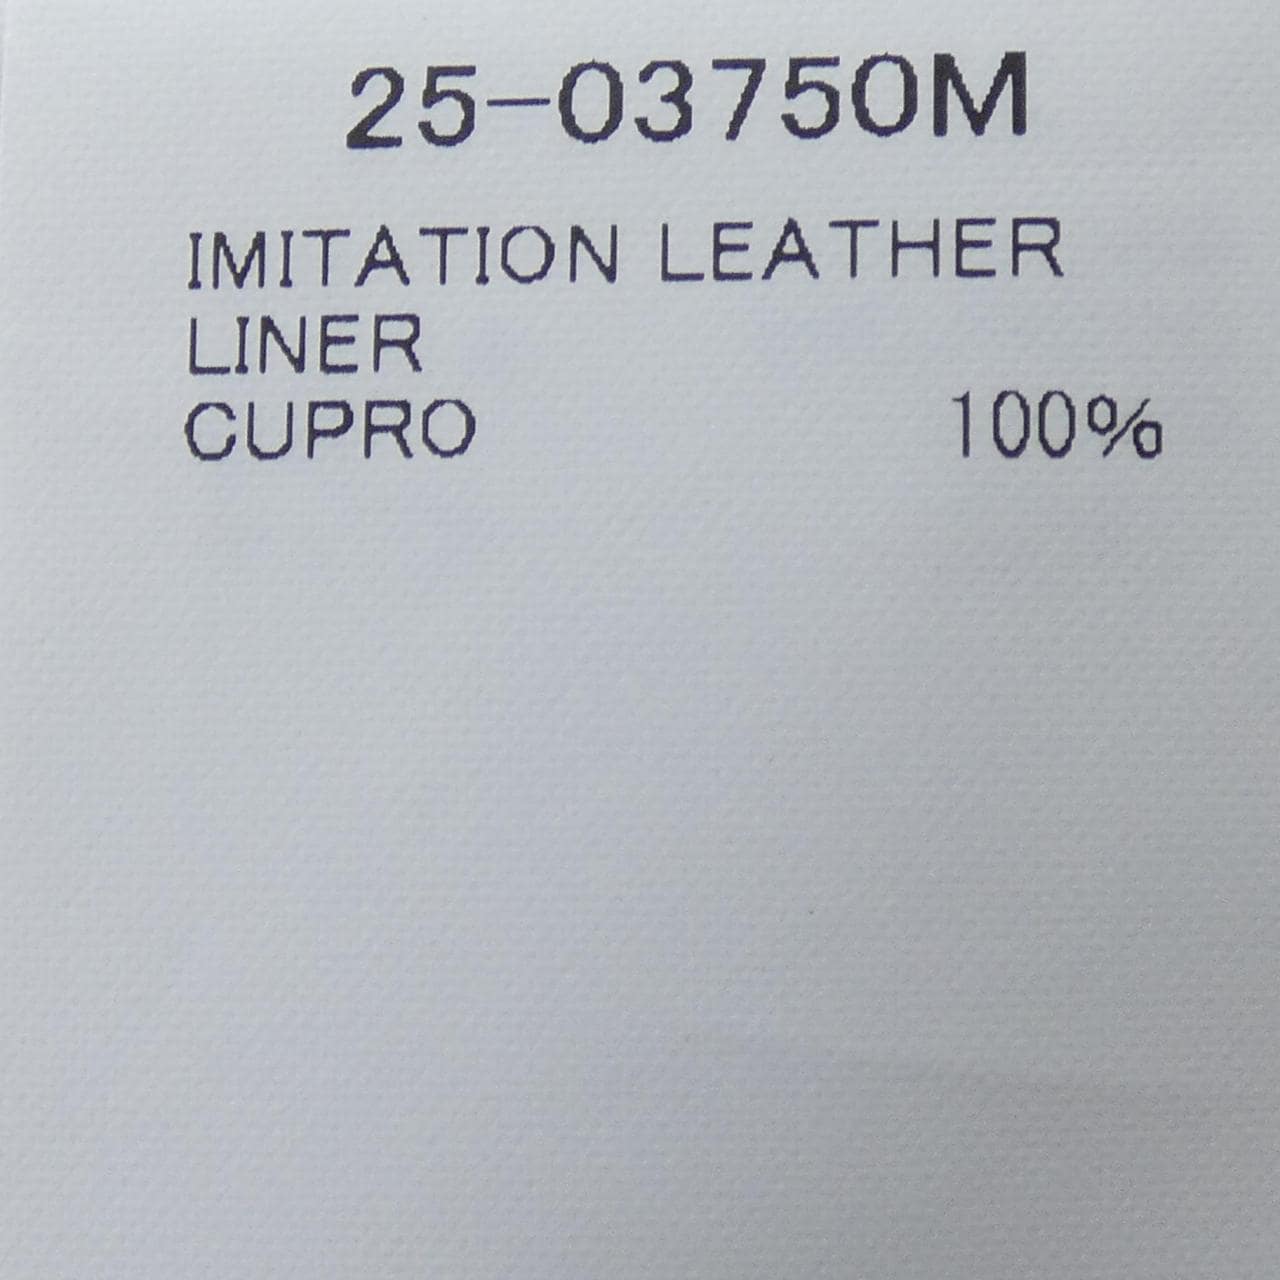 25-03750M
IMITATION LEATHER
LINER
CUPRO 100%